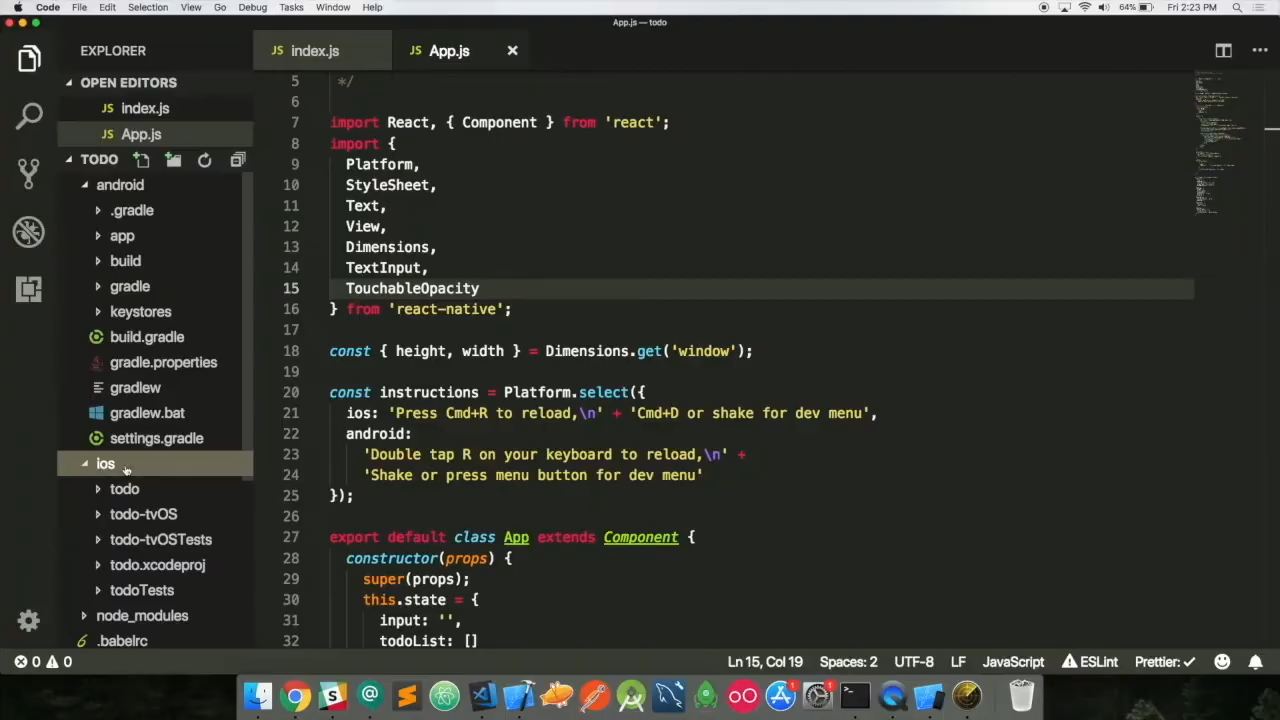 Code File Edit Selection View Go Debug Tasks Window Help 64% Fri 2:23 PM
App.js — todo
EXPLORER
JS index.js
JS App.js
OPEN EDITORS
JS index.js
JS App.js
TODO
android
.gradle
app
build
gradle
keystores
build.gradle
gradle.properties
gradlew
gradlew.bat
settings.gradle
ios
todo
todo-tvOS
todo-tvOSTests
todo.xcodeproj
todoTests
node_modules
.babelrc
5 */
6
7 import React, { Component } from 'react';
8 import {
9 Platform,
10 StyleSheet,
11 Text,
12 View,
13 Dimensions,
14 TextInput,
15 TouchableOpacity
16 } from 'react-native';
17
18 const { height, width } = Dimensions.get('window');
19
20 const instructions = Platform.select({
21 ios: 'Press Cmd+R to reload,\n' + 'Cmd+D or shake for dev menu',
22 android:
23 'Double tap R on your keyboard to reload,\n' +
24 'Shake or press menu button for dev menu'
25 });
26
27 export default class App extends Component {
28 constructor(props) {
29 super(props);
30 this.state = {
31 input: '',
32 todoList: []
0 0 Ln 15, Col 19 Spaces: 2 UTF-8 LF JavaScript ESLint Prettier: ✓